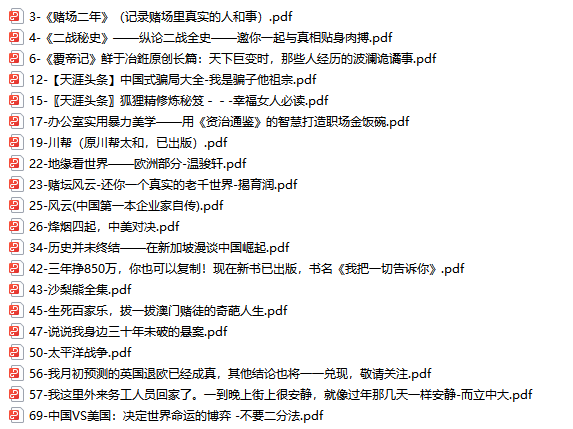 3-《赌场二年》（记录赌场里真实的人和事）.pdf
4-《二战秘史》——纵论二战全史——邀你一起与真相贴身肉搏.pdf
6-《覆帝记》鲜于冶銋原创长篇：天下巨变时，那些人经历的波澜诡谲事.pdf
12-【天涯头条】中国式骗局大全-我是骗子他祖宗.pdf
15-〖天涯头条〗狐狸精修炼秘笈－－-幸福女人必读.pdf
17-办公室实用暴力美学——用《资治通鉴》的智慧打造职场金饭碗.pdf
19-川帮（原川帮太和，已出版）.pdf
22-地缘看世界——欧洲部分-温骏轩.pdf
23-赌坛风云-还你一个真实的老千世界-揭育润.pdf
25-风云(中国第一本企业家自传).pdf
26-烽烟四起，中美对决.pdf
34-历史并未终结——在新加坡漫谈中国崛起.pdf
42-三年挣850万，你也可以复制！现在新书已出版，书名《我把一切告诉你》.pdf
43-沙梨熊全集.pdf
45-生死百家乐，拔一拔澳门赌徒的奇葩人生.pdf
47-说说我身边三十年未破的悬案.pdf
50-太平洋战争.pdf
56-我月初预测的英国退欧已经成真，其他结论也将一一兑现，敬请关注.pdf
57-我这里外来务工人员回家了。一到晚上街上很安静，就像过年那几天一样安静-而立中大.pdf
69-中国VS美国：决定世界命运的博弈 -不要二分法.pdf